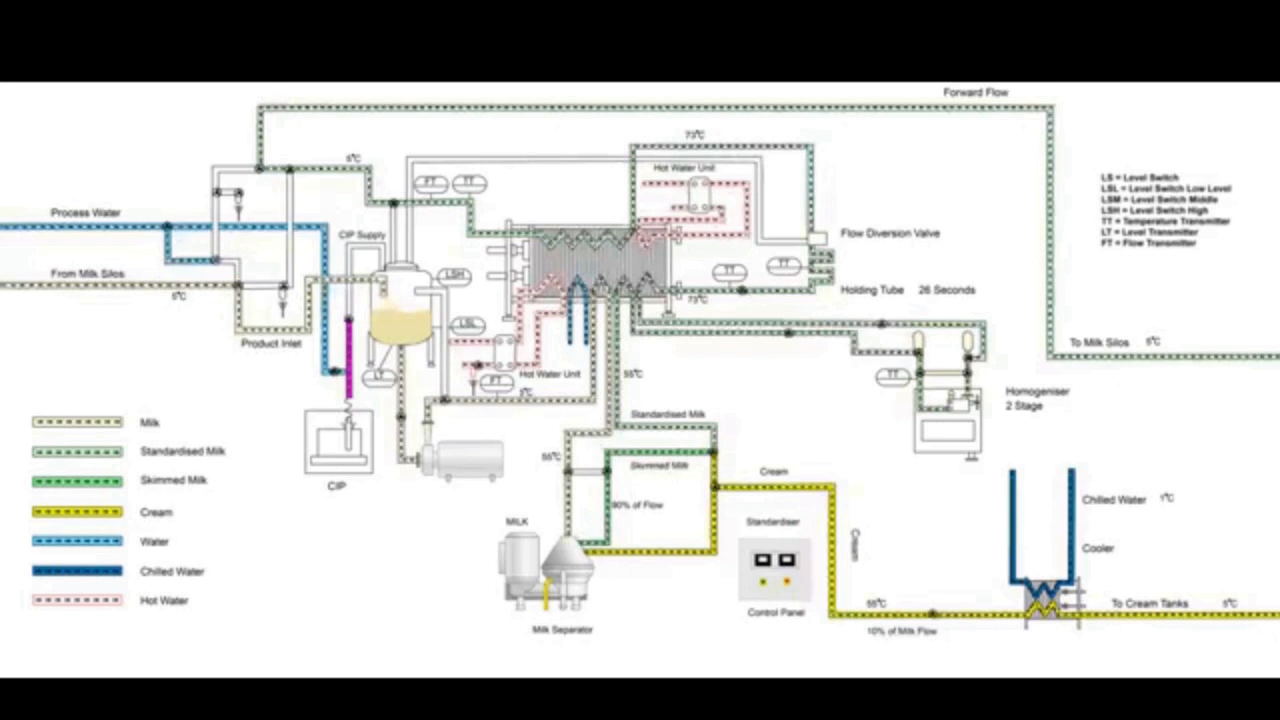 Forward Flow
73°C
5°C
Hot Water Unit
FT
TT
LS = Level Switch
LSL = Level Switch Low Level
LSM = Level Switch Middle
LSH = Level Switch High
TT = Temperature Transmitter
LT = Level Transmitter
FT = Flow Transmitter
Process Water
CIP Supply
Flow Diversion Valve
From Milk Silos
5°C
LSH
TT
TT
Holding Tube 26 Seconds
73°C
LSL
Product Inlet
To Milk Silos 5°C
LT
FT
Hot Water Unit
55°C
TT
Homogeniser
2 Stage
Milk
Standardised Milk
Standardised Milk
Skimmed Milk
55°C
Skimmed Milk
Cream
CIP
90% of Flow
Chilled Water 1°C
Cream
MILK
Standardiser
Water
Cream
Cooler
Chilled Water
Hot Water
Control Panel
55°C
To Cream Tanks 5°C
Milk Separator
10% of Milk Flow